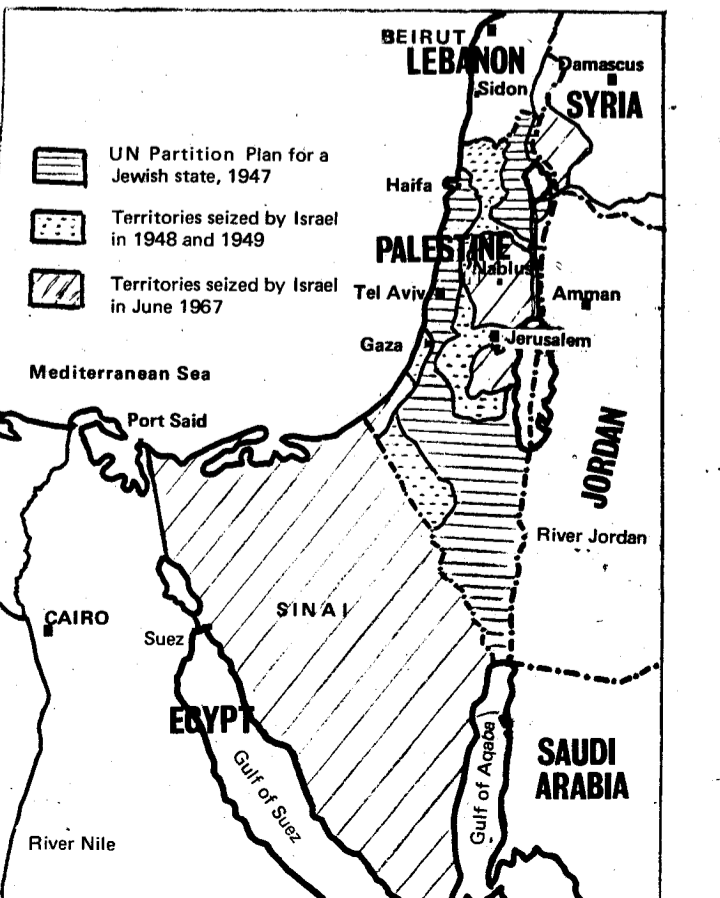 BEIRUT
LEBANON
Damascus
Sidon
SYRIA
UN Partition Plan for a
Jewish state, 1947
Haifa
Territories seized by Israel
in 1948 and 1949
PALESTINE
Nablus
Territories seized by Israel
in June 1967
Tel Aviv
Amman
Gaza
Jerusalem
Mediterranean Sea
Port Said
JORDAN
River Jordan
SINAI
CAIRO
Suez
EGYPT
Gulf of Suez
Gulf of Aqaba
SAUDI
ARABIA
River Nile